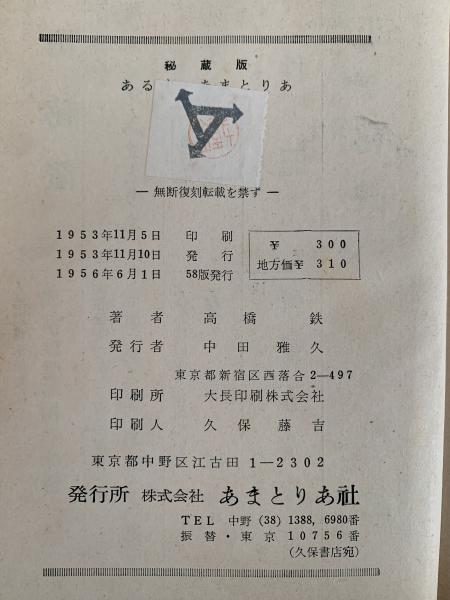 秘蔵版
ある あまとりあ
― 無断復刻転載を禁ず ―
1953年11月5日 印刷
1953年11月10日 発行
1956年6月1日 58版発行
¥ 300
地方価¥ 310
著者 高橋鉄
発行者 中田雅久
東京都新宿区西落合2―497
印刷所 大長印刷株式会社
印刷人 久保藤吉
東京都中野区江古田1―2302
発行所 株式会社 あまとりあ社
TEL 中野(38)1388, 6980番
振替・東京 10756番
(久保書店宛)